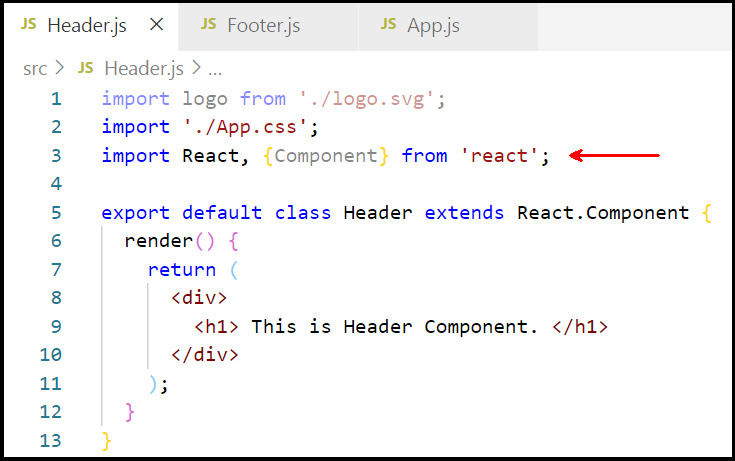 JS Header.js × JS Footer.js JS App.js
src > JS Header.js > ...
1 import logo from './logo.svg';
2 import './App.css';
3 import React, {Component} from 'react';
4
5 export default class Header extends React.Component {
6 render() {
7 return (
8 <div>
9 <h1> This is Header Component. </h1>
10 </div>
11 );
12 }
13 }